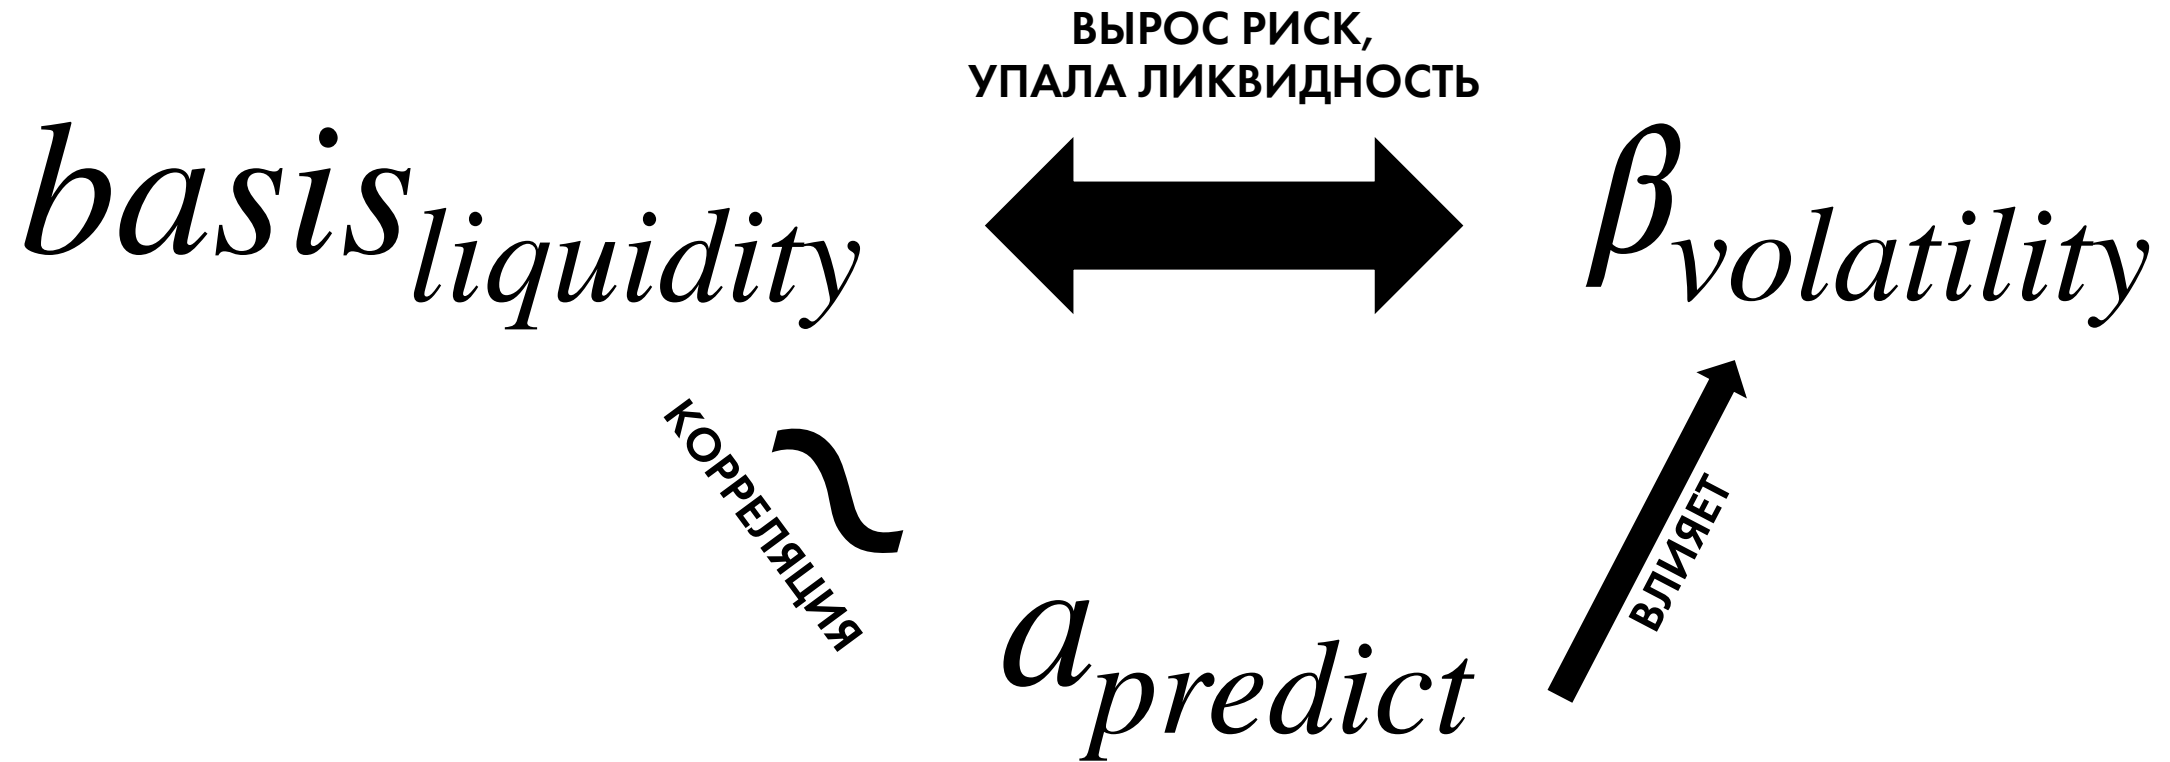 ВЫРОС РИСК,
УПАЛА ЛИКВИДНОСТЬ
basis_liquidity
β_volatility
КОРРЕЛЯЦИЯ
~
ВЛИЯЕТ
a_predict